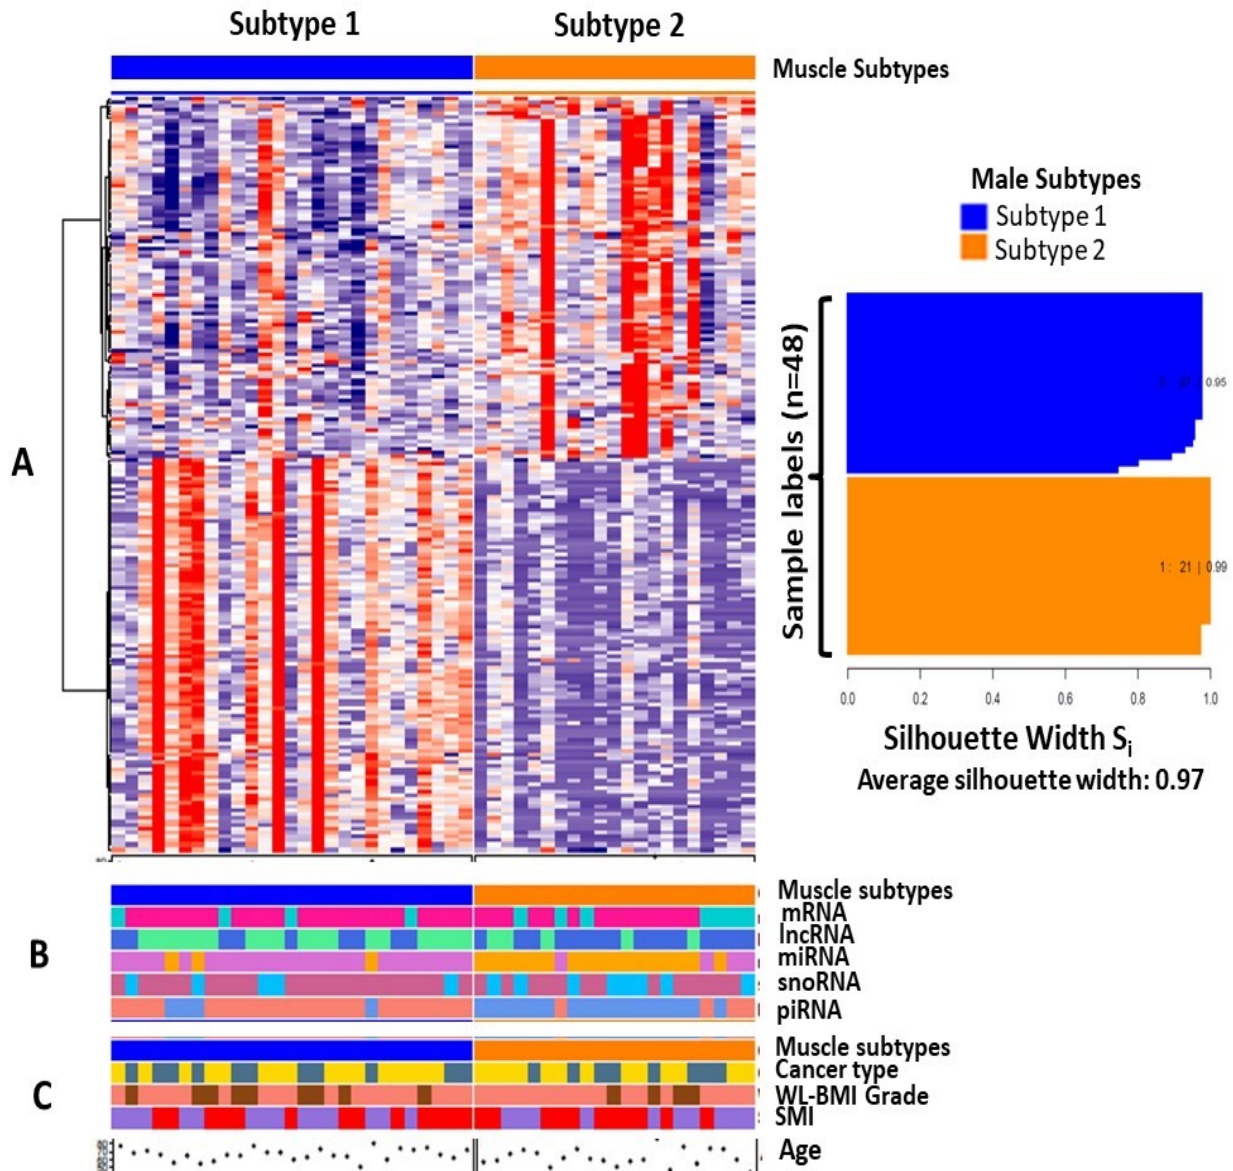 Subtype 1
Subtype 2
Muscle Subtypes
Male Subtypes
Subtype 1
Subtype 2
A
Sample labels (n=48)
27 | 0.95
1 : 21 | 0.99
0.0 0.2 0.4 0.6 0.8 1.0
Silhouette Width Si
Average silhouette width: 0.97
B
Muscle subtypes
mRNA
lncRNA
miRNA
snoRNA
piRNA
C
Muscle subtypes
Cancer type
WL-BMI Grade
SMI
Age